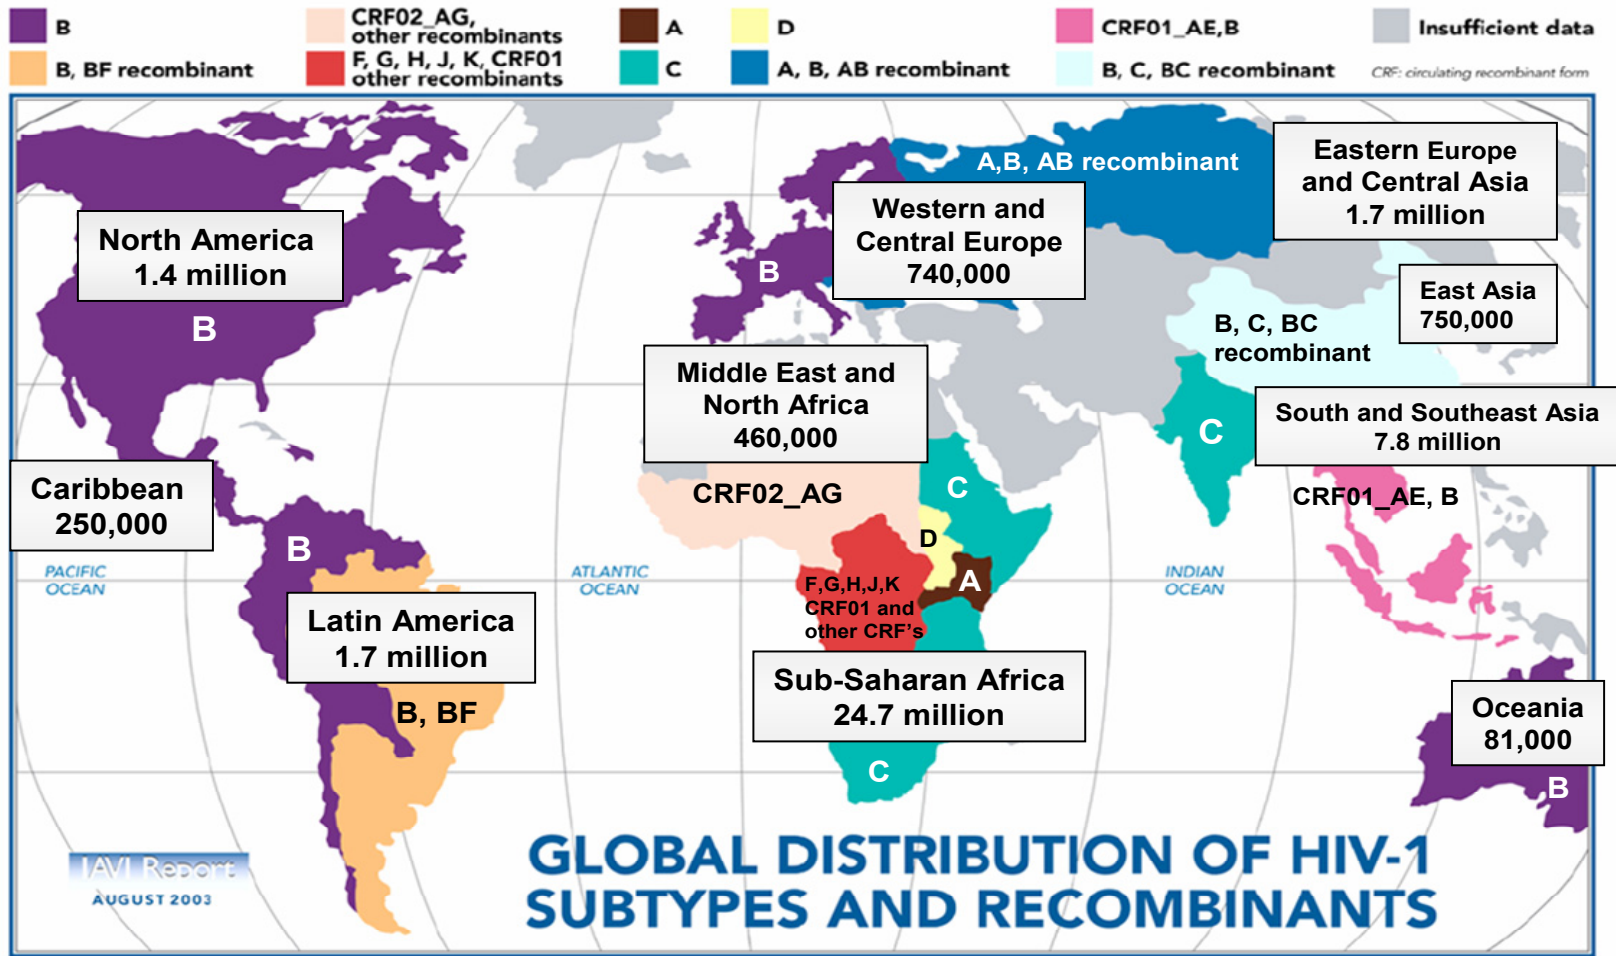 B
CRF02_AG,
other recombinants
A
D
CRF01_AE,B
Insufficient data
B, BF recombinant
F, G, H, J, K, CRF01
other recombinants
C
A, B, AB recombinant
B, C, BC recombinant
CRF: circulating recombinant form
A,B, AB recombinant
Eastern Europe
and Central Asia
1.7 million
North America
1.4 million
Western and
Central Europe
740,000
B
B
East Asia
750,000
B, C, BC
recombinant
Middle East and
North Africa
460,000
C
South and Southeast Asia
7.8 million
Caribbean
250,000
CRF02_AG
C
CRF01_AE, B
B
D
PACIFIC
OCEAN
ATLANTIC
OCEAN
A
INDIAN
OCEAN
F,G,H,J,K
CRF01 and
other CRF's
Latin America
1.7 million
Sub-Saharan Africa
24.7 million
B, BF
Oceania
81,000
C
B
GLOBAL DISTRIBUTION OF HIV-1
SUBTYPES AND RECOMBINANTS
IAVI Report
AUGUST 2003